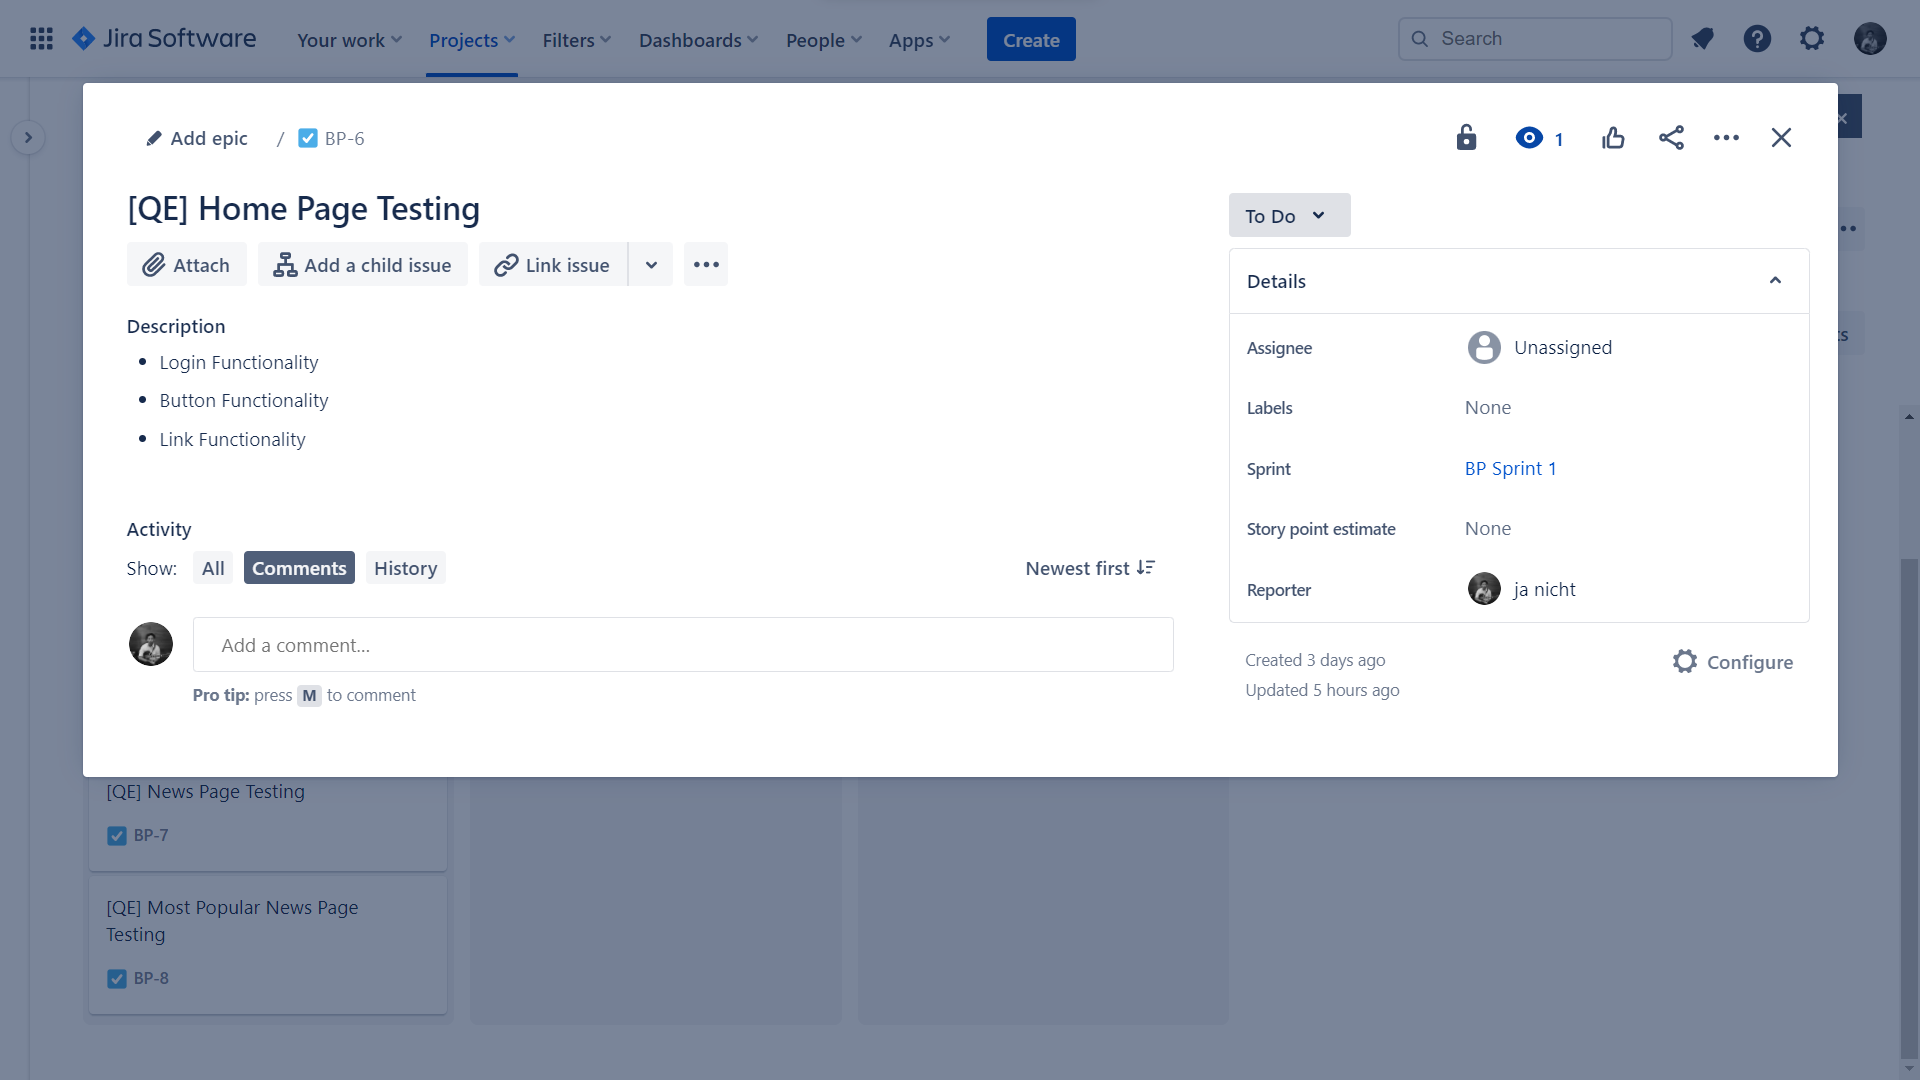 Jira Software
Your work
Projects
Filters
Dashboards
People
Apps
Create
Search
Add epic / BP-6
1
[QE] Home Page Testing
To Do
Attach
Add a child issue
Link issue
Details
Description
Login Functionality
Button Functionality
Link Functionality
Assignee Unassigned
Labels None
Sprint BP Sprint 1
Story point estimate None
Reporter ja nicht
Activity
Show: All Comments History
Newest first
Add a comment...
Pro tip: press M to comment
Created 3 days ago
Updated 5 hours ago
Configure
[QE] News Page Testing
BP-7
[QE] Most Popular News Page
Testing
BP-8